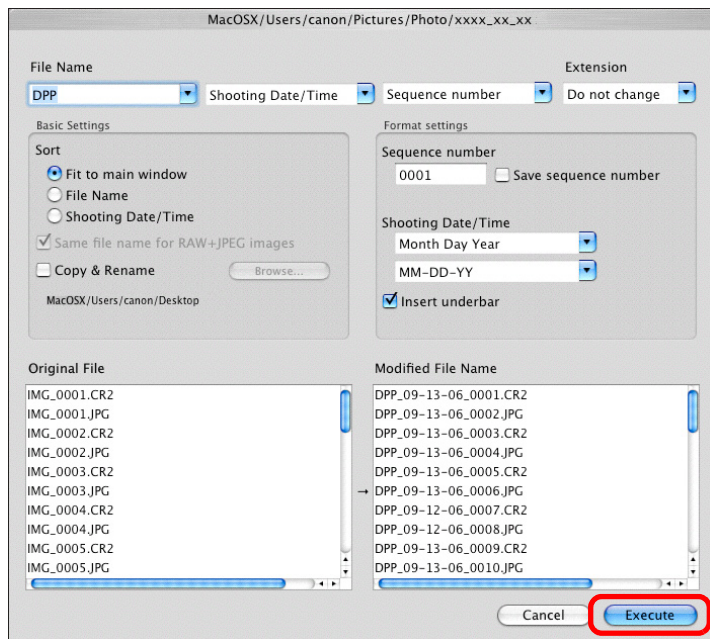 MacOSX/Users/canon/Pictures/Photo/xxxx_xx_xx
File Name
Extension
DPP
Shooting Date/Time
Sequence number
Do not change
Basic Settings
Sort
Fit to main window
File Name
Shooting Date/Time
Same file name for RAW+JPEG images
Copy & Rename
Browse...
MacOSX/Users/canon/Desktop
Format settings
Sequence number
0001
Save sequence number
Shooting Date/Time
Month Day Year
MM-DD-YY
Insert underbar
Original File
IMG_0001.CR2
IMG_0001.JPG
IMG_0002.CR2
IMG_0002.JPG
IMG_0003.CR2
IMG_0003.JPG
IMG_0004.CR2
IMG_0004.JPG
IMG_0005.CR2
IMG_0005.JPG
→
Modified File Name
DPP_09-13-06_0001.CR2
DPP_09-13-06_0002.JPG
DPP_09-13-06_0003.CR2
DPP_09-13-06_0004.JPG
DPP_09-13-06_0005.CR2
DPP_09-13-06_0006.JPG
DPP_09-12-06_0007.CR2
DPP_09-12-06_0008.JPG
DPP_09-13-06_0009.CR2
DPP_09-13-06_0010.JPG
Cancel
Execute